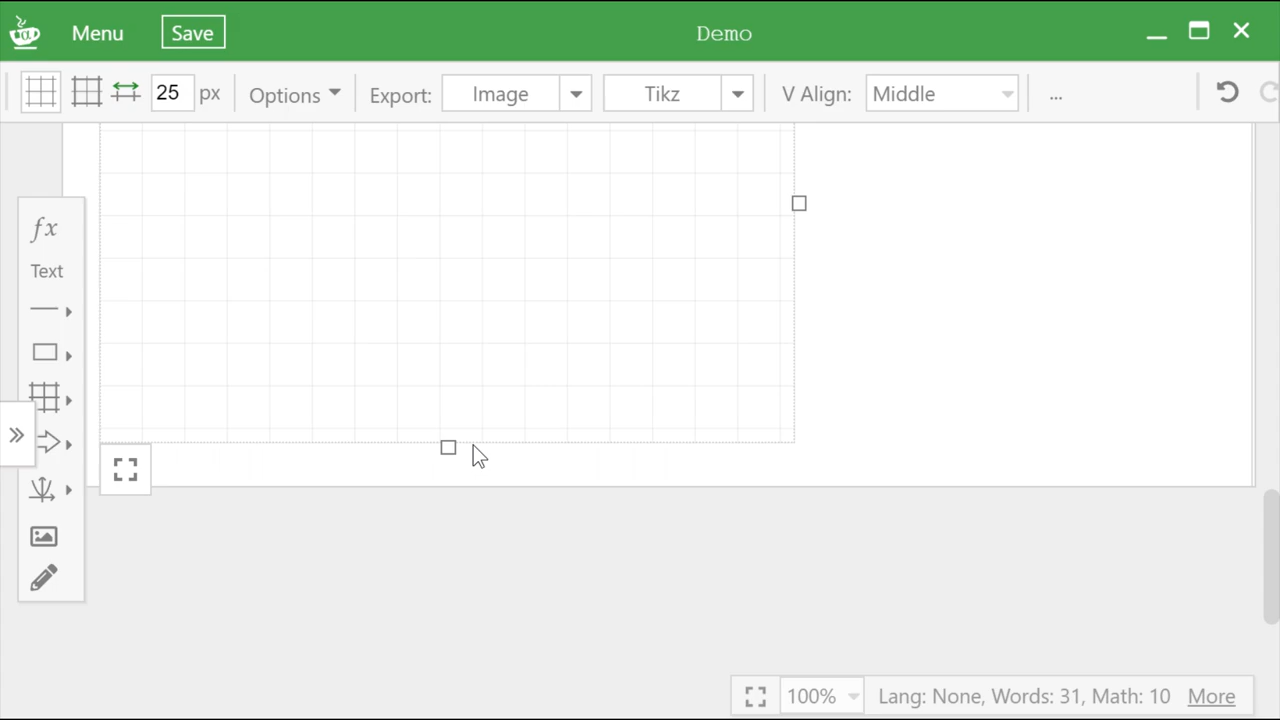 Menu
Save
Demo
25 px
Options
Export:
Image
Tikz
V Align:
Middle
...
fx
Text
100%
Lang: None, Words: 31, Math: 10 More